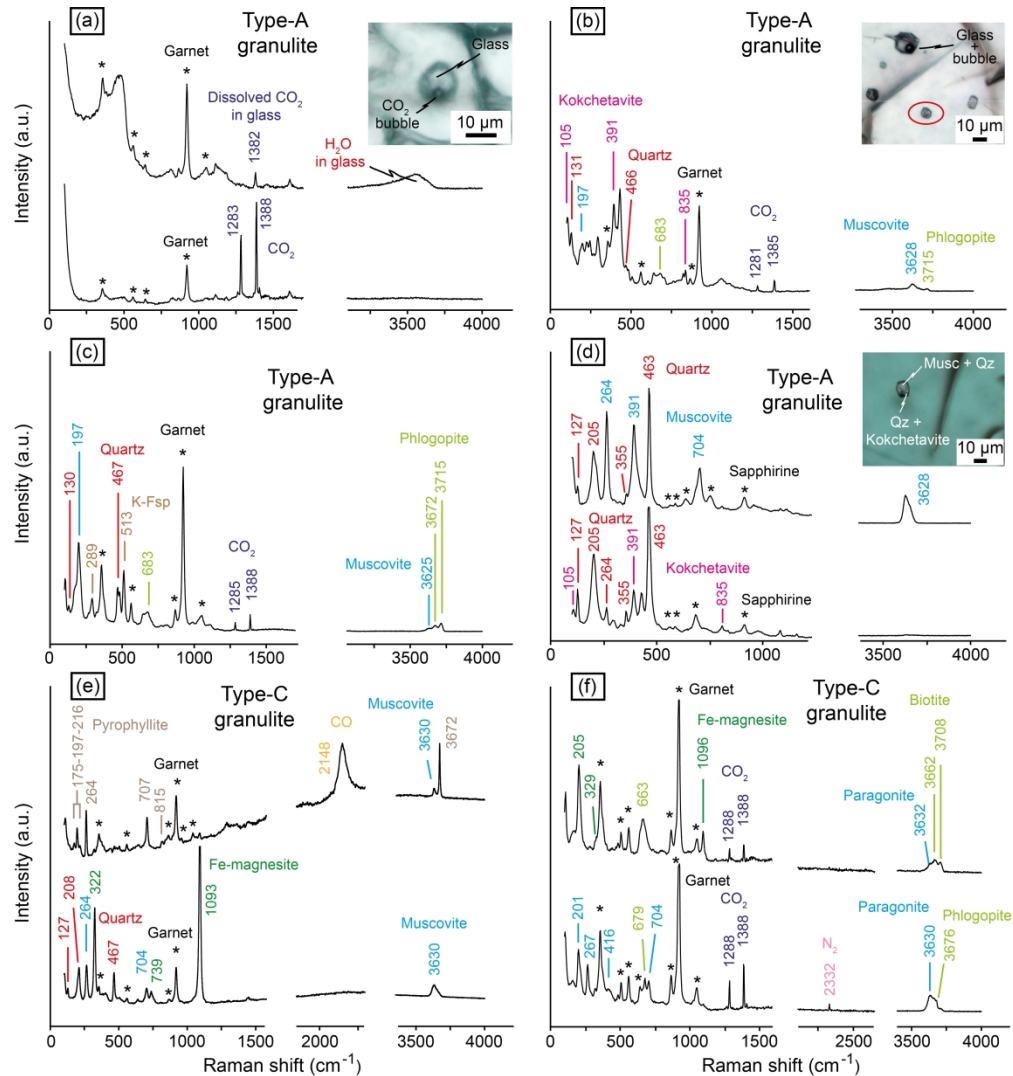 (a)
Type-A
granulite
Garnet
*
*
*
*
*
Dissolved CO₂
in glass
1382
H₂O
in glass
Glass
CO₂
bubble
10 µm
Garnet
*
*
*
*
1283
1388
CO₂
Intensity (a.u.)
0 500 1000 1500 3500 4000
(b)
Type-A
granulite
Glass
+
bubble
10 µm
Kokchetavite
105
131
197
391
Quartz
466
683
835
Garnet
*
*
*
*
CO₂
1281
1385
Muscovite
3628
Phlogopite
3715
0 500 1000 1500 3500 4000
(c)
Type-A
granulite
130
197
289
Quartz
467
K-Fsp
513
683
Garnet
*
*
*
*
*
CO₂
1285
1388
Muscovite
3625
Phlogopite
3672
3715
Intensity (a.u.)
0 500 1000 1500 3500 4000
(d)
Type-A
granulite
Musc + Qz
Qz +
Kokchetavite
10 µm
127
205
264
355
391
463
Quartz
Muscovite
704
Sapphirine
*
*
*
*
*
3628
105
127
Quartz
205
264
355
391
463
Kokchetavite
835
Sapphirine
*
*
*
*
0 500 1000 3500 4000
(e)
Type-C
granulite
175-197-216
Pyrophyllite
264
707
815
Garnet
*
*
*
*
*
*
CO
2148
Muscovite
3630
3672
127
208
264
322
Quartz
467
704
739
Garnet
*
*
*
*
Fe-magnesite
1093
Muscovite
3630
Intensity (a.u.)
0 500 1000 1500 2000 3500 4000
Raman shift (cm⁻¹)
(f)
Type-C
granulite
205
329
663
Garnet
*
*
*
*
*
*
Fe-magnesite
1096
CO₂
1288
1388
Paragonite
3632
Biotite
3662
3708
201
267
416
679
704
Garnet
*
*
*
*
*
*
*
CO₂
1288
1388
N₂
2332
Paragonite
3630
Phlogopite
3676
0 500 1000 1500 2500 3500 4000
Raman shift (cm⁻¹)